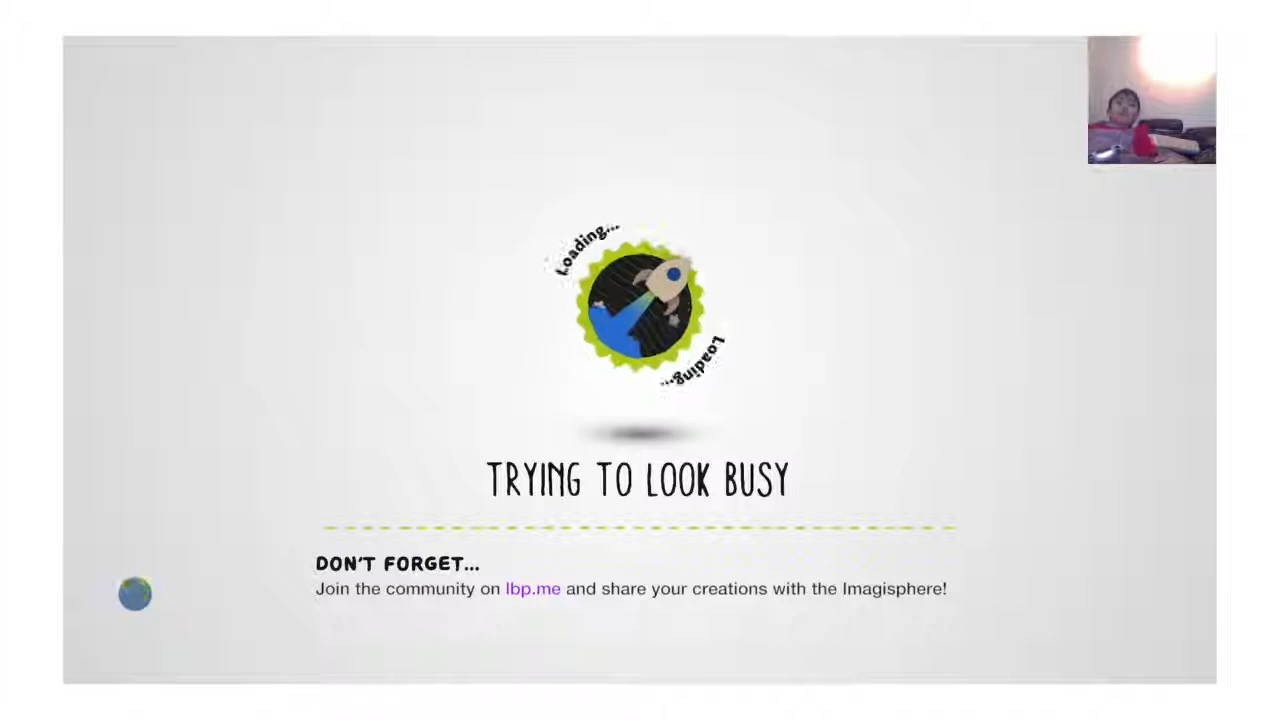 Loading...
Loading...
TRYING TO LOOK BUSY
DON'T FORGET...
Join the community on lbp.me and share your creations with the Imagisphere!